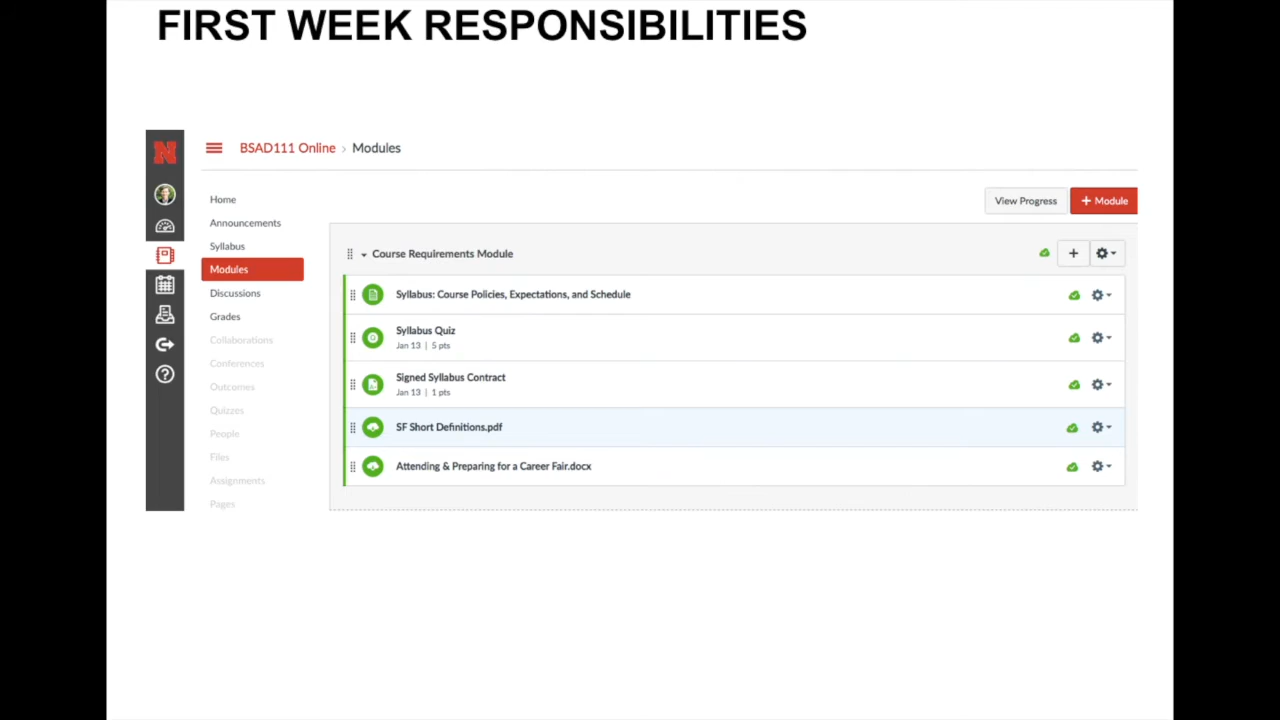 FIRST WEEK RESPONSIBILITIES
N
BSAD111 Online › Modules
Home
Announcements
Syllabus
Modules
Discussions
Grades
Collaborations
Conferences
Outcomes
Quizzes
People
Files
Assignments
Pages
View Progress
+ Module
Course Requirements Module
Syllabus: Course Policies, Expectations, and Schedule
Syllabus Quiz
Jan 13 | 5 pts
Signed Syllabus Contract
Jan 13 | 1 pts
SF Short Definitions.pdf
Attending & Preparing for a Career Fair.docx